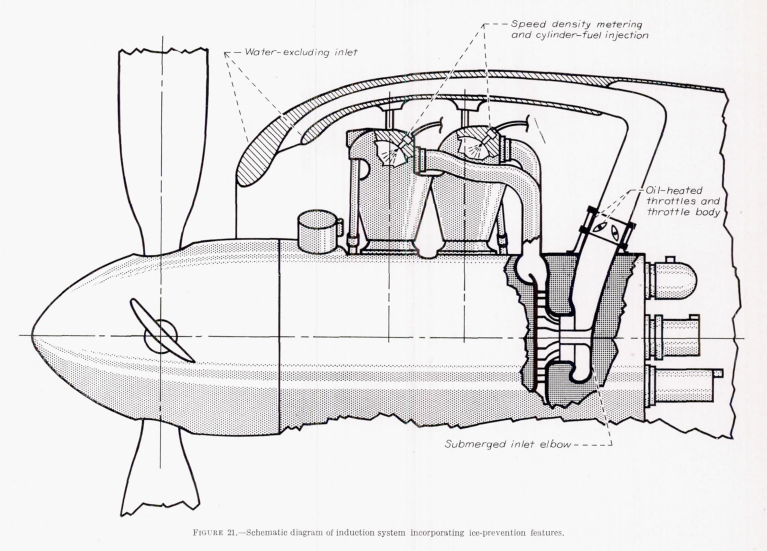 Speed density metering
and cylinder-fuel injection
Water-excluding inlet
Oil-heated
throttles and
throttle body
Submerged inlet elbow
FIGURE 21.—Schematic diagram of induction system incorporating ice-prevention features.